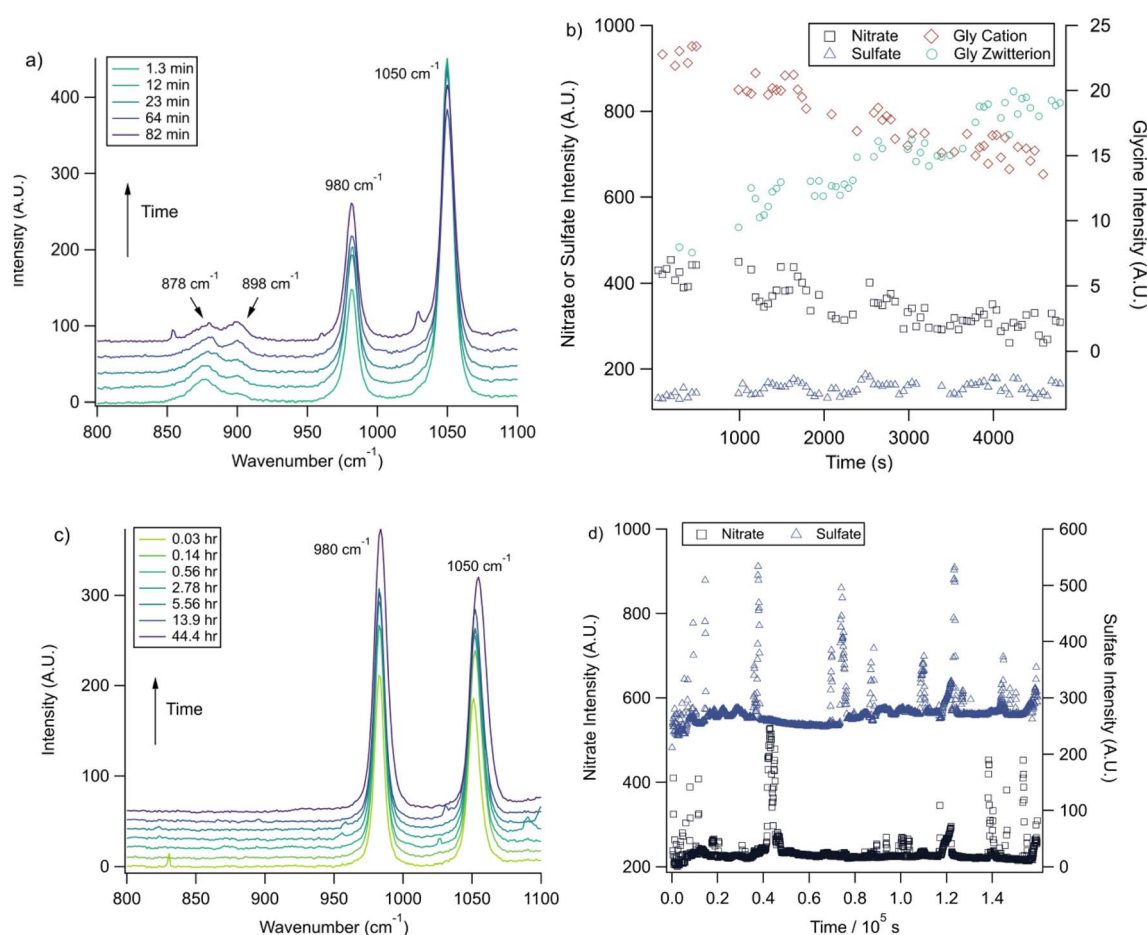 a)
1.3 min
12 min
23 min
64 min
82 min
1050 cm⁻¹
980 cm⁻¹
Time
878 cm⁻¹
898 cm⁻¹
400
300
200
100
0
Intensity (A.U.)
800 850 900 950 1000 1050 1100
Wavenumber (cm⁻¹)
b)
Nitrate Gly Cation
Sulfate Gly Zwitterion
1000
800
600
400
200
Nitrate or Sulfate Intensity (A.U.)
25
20
15
10
5
0
Glycine Intensity (A.U.)
1000 2000 3000 4000
Time (s)
c)
0.03 hr
0.14 hr
0.56 hr
2.78 hr
5.56 hr
13.9 hr
44.4 hr
980 cm⁻¹
1050 cm⁻¹
Time
300
200
100
0
Intensity (A.U.)
800 850 900 950 1000 1050 1100
Wavenumber (cm⁻¹)
d)
Nitrate Sulfate
1000
900
800
700
600
500
400
300
200
Nitrate Intensity (A.U.)
600
500
400
300
200
100
0
Sulfate Intensity (A.U.)
0.0 0.2 0.4 0.6 0.8 1.0 1.2 1.4
Time / 10⁵ s